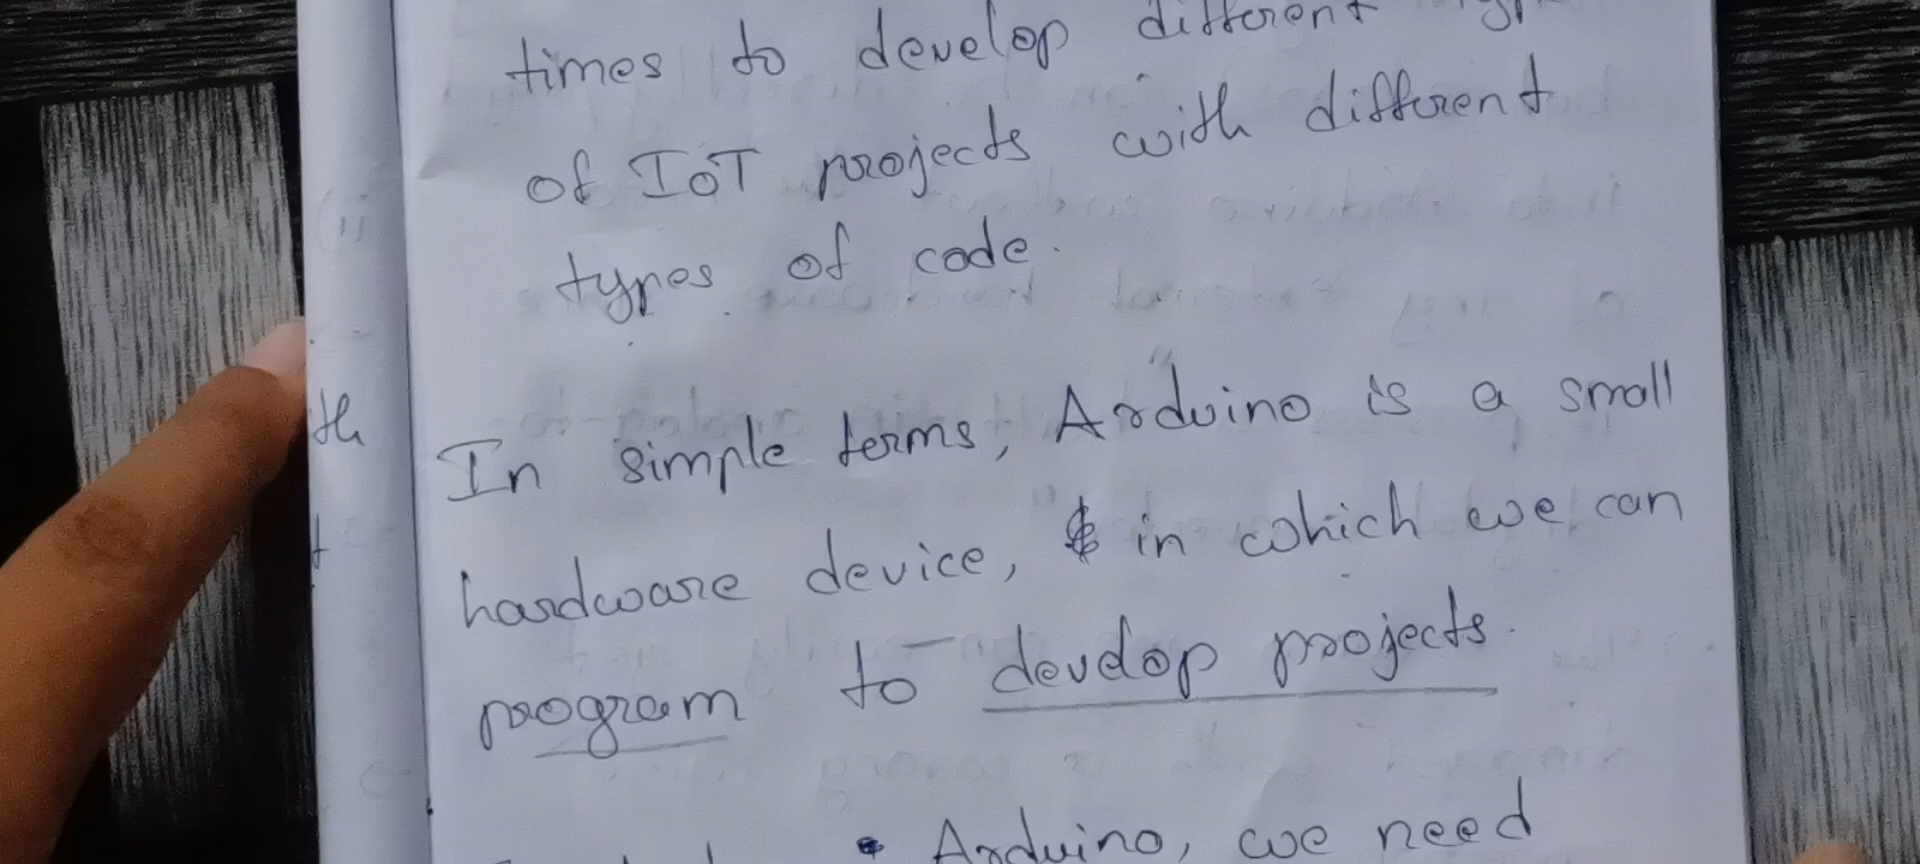 times to develop different
of IoT projects with different
types of code.
In simple terms, Arduino is a small
hardware device, in which we can
program to develop projects.
Arduino, we need
th